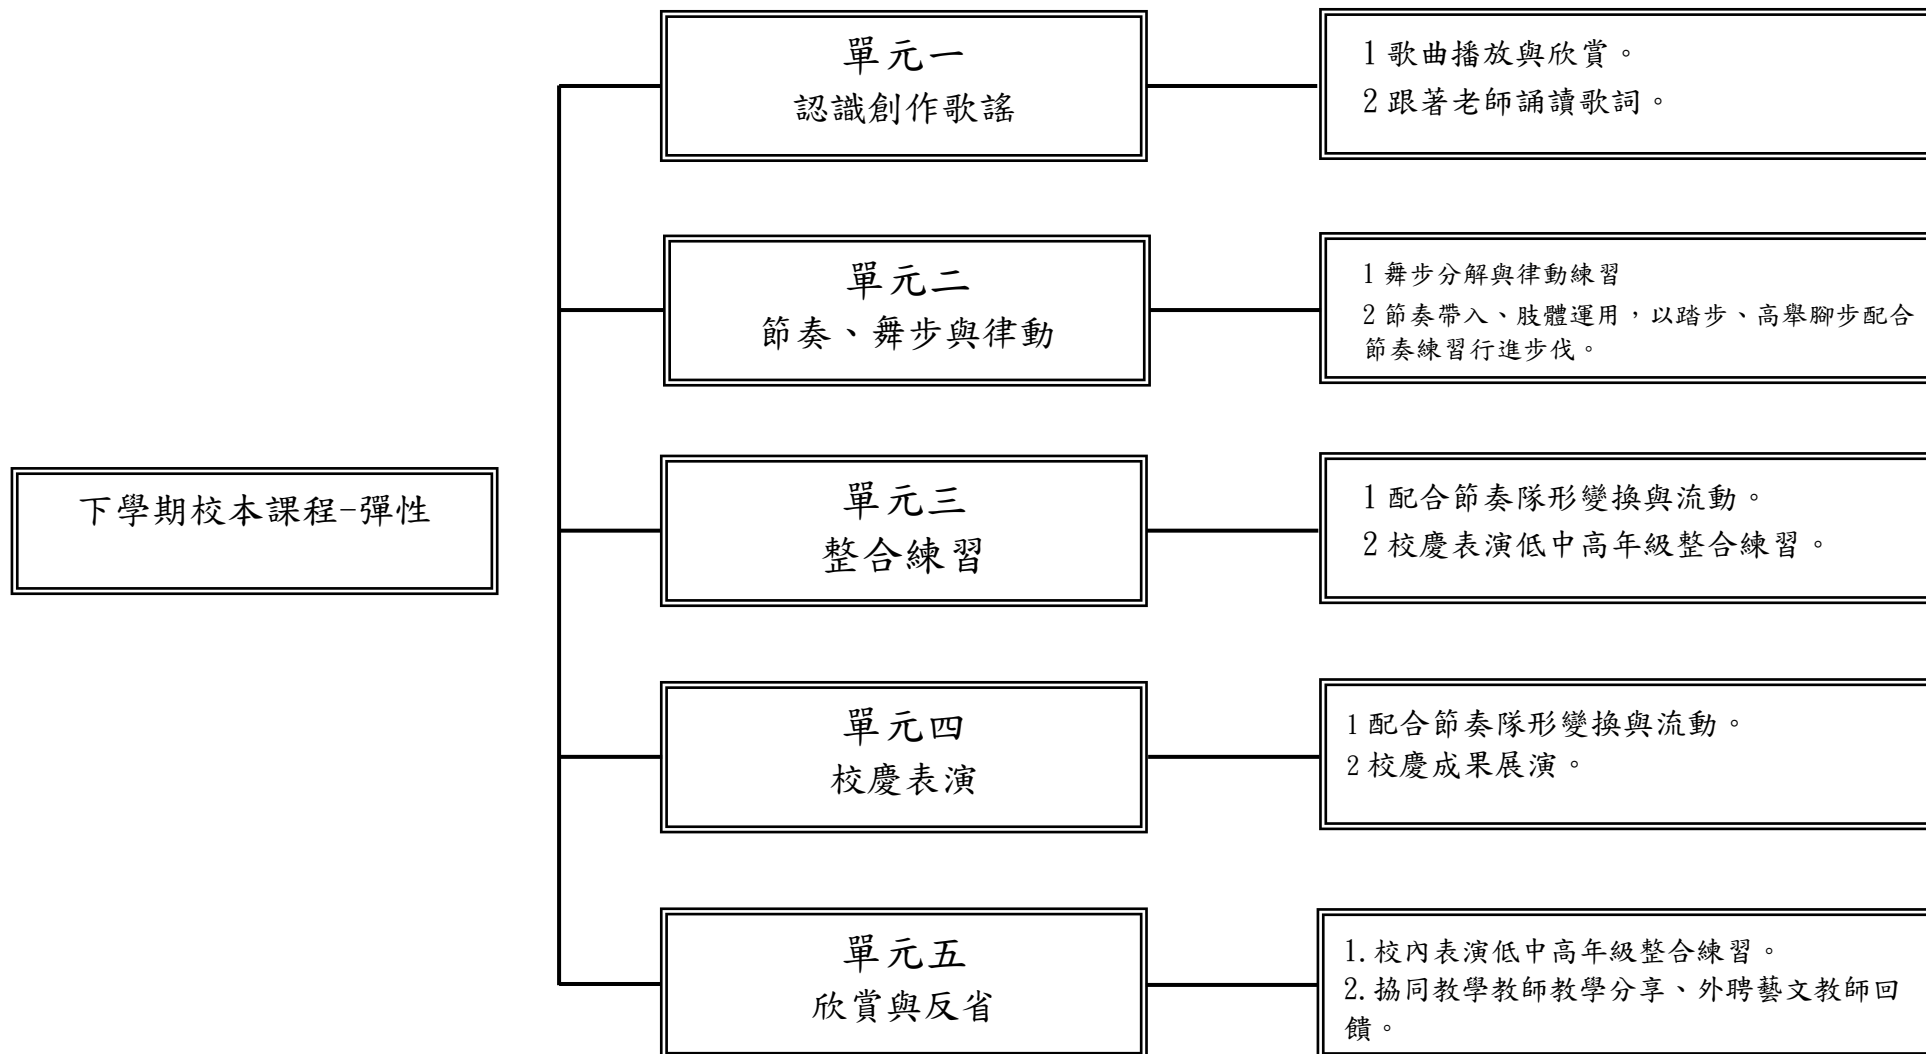 下學期校本課程-彈性
單元一
認識創作歌謠
1 歌曲播放與欣賞。
2 跟著老師誦讀歌詞。
單元二
節奏、舞步與律動
1 舞步分解與律動練習
2 節奏帶入、肢體運用，以踏步、高舉腳步配合
節奏練習行進步伐。
單元三
整合練習
1 配合節奏隊形變換與流動。
2 校慶表演低中高年級整合練習。
單元四
校慶表演
1 配合節奏隊形變換與流動。
2 校慶成果展演。
單元五
欣賞與反省
1. 校內表演低中高年級整合練習。
2. 協同教學教師教學分享、外聘藝文教師回
饋。